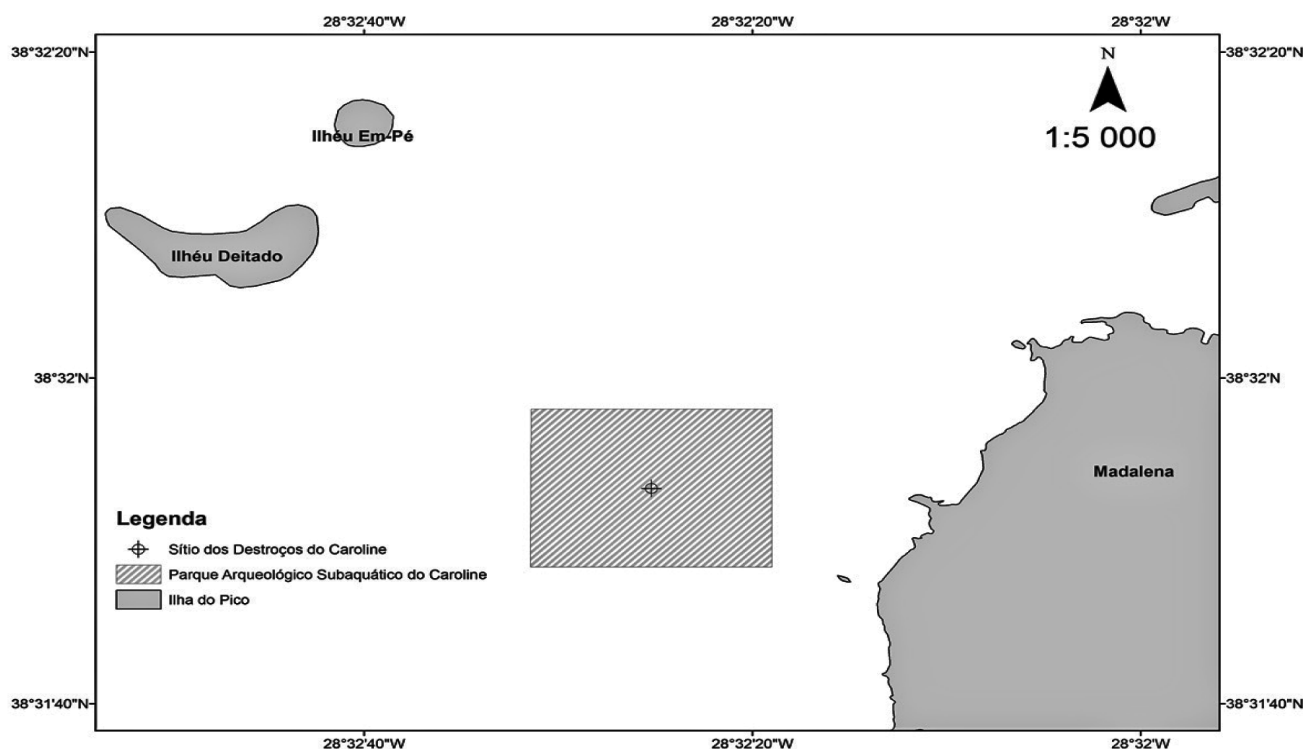 28°32'40"W
28°32'20"W
28°32'W
38°32'20"N
38°32'20"N
N
1:5 000
Ilhéu Em-Pé
Ilhéu Deitado
38°32'N
38°32'N
Madalena
Legenda
Sítio dos Destroços do Caroline
Parque Arqueológico Subaquático do Caroline
Ilha do Pico
38°31'40"N
38°31'40"N
28°32'40"W
28°32'20"W
28°32'W